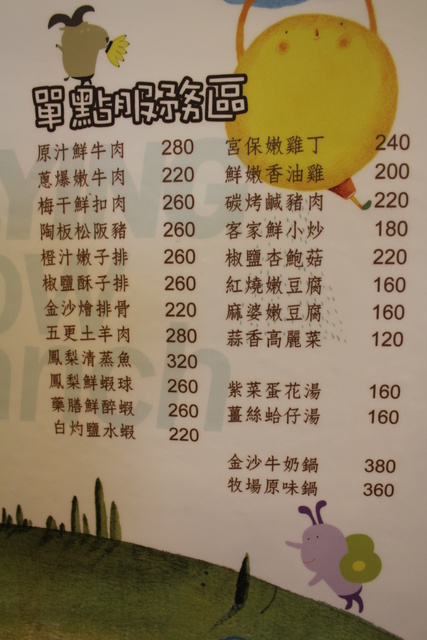 單點服務區
原汁鮮牛肉 280
蔥爆嫩牛肉 220
梅干鮮扣肉 260
陶板松阪豬 260
橙汁嫩子排 260
椒鹽酥子排 260
金沙燴排骨 220
五更土羊肉 280
鳳梨清蒸魚 320
鳳梨鮮蝦球 260
藥膳鮮醉蝦 260
白灼鹽水蝦 220
宮保嫩雞丁 240
鮮嫩香油雞 200
碳烤鹹豬肉 220
客家鮮小炒 180
椒鹽杏鮑菇 220
紅燒嫩豆腐 160
麻婆嫩豆腐 160
蒜香高麗菜 120
紫菜蛋花湯 160
薑絲蛤仔湯 160
金沙牛奶鍋 380
牧場原味鍋 360